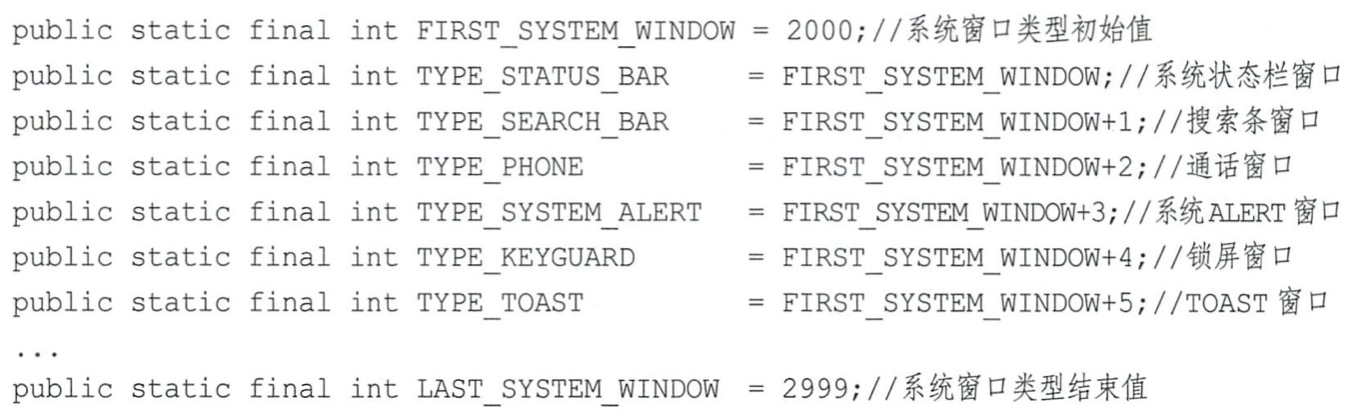 public static final int FIRST_SYSTEM_WINDOW = 2000;//系统窗口类型初始值
public static final int TYPE_STATUS_BAR = FIRST_SYSTEM_WINDOW;//系统状态栏窗口
public static final int TYPE_SEARCH_BAR = FIRST_SYSTEM_WINDOW+1;//搜索条窗口
public static final int TYPE_PHONE = FIRST_SYSTEM_WINDOW+2;//通话窗口
public static final int TYPE_SYSTEM_ALERT = FIRST_SYSTEM_WINDOW+3;//系统ALERT窗口
public static final int TYPE_KEYGUARD = FIRST_SYSTEM_WINDOW+4;//锁屏窗口
public static final int TYPE_TOAST = FIRST_SYSTEM_WINDOW+5;//TOAST窗口
...
public static final int LAST_SYSTEM_WINDOW = 2999;//系统窗口类型结束值